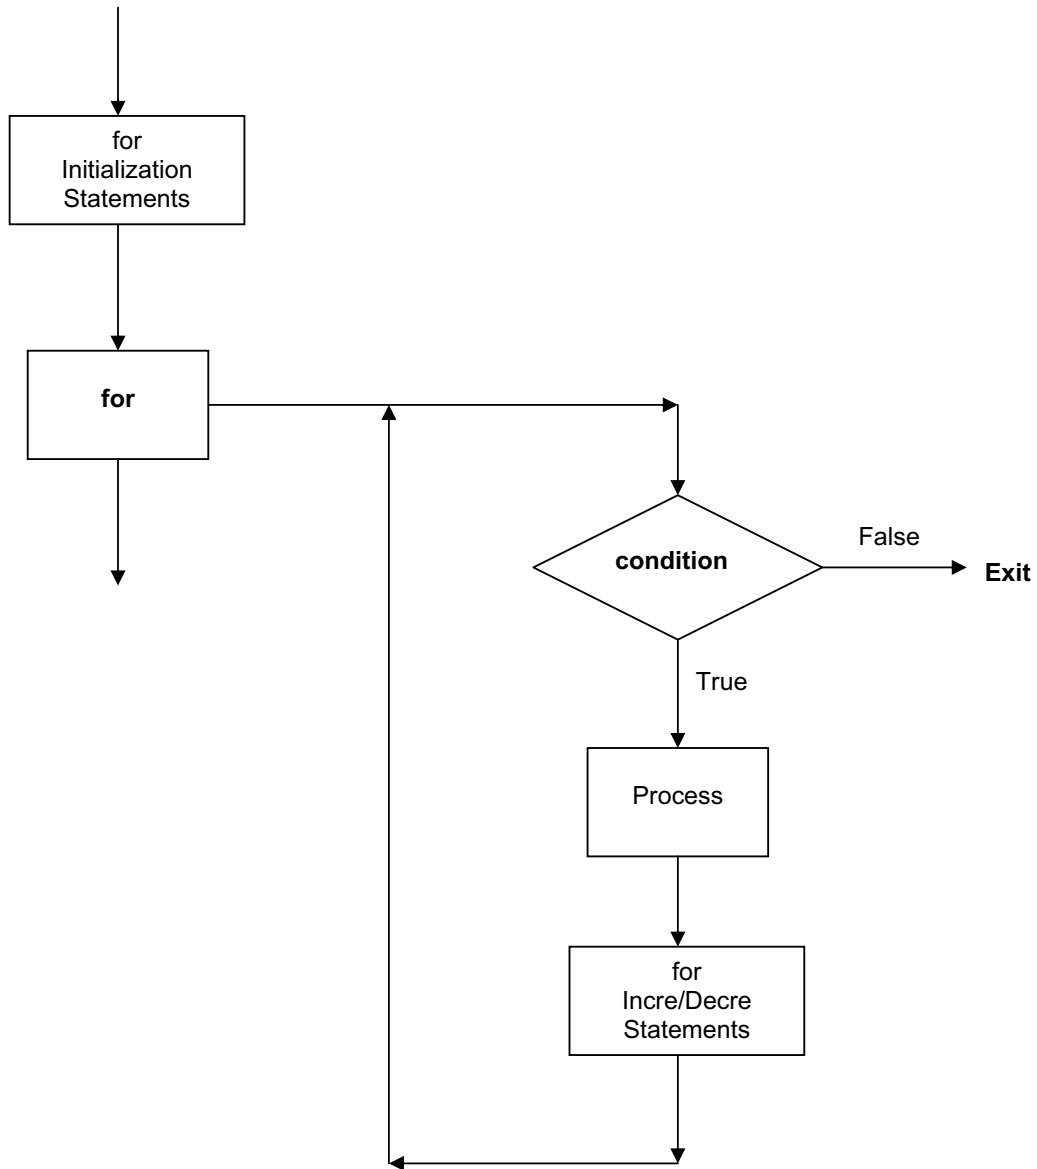 for
Initialization
Statements
for
condition
False
Exit
True
Process
for
Incre/Decre
Statements